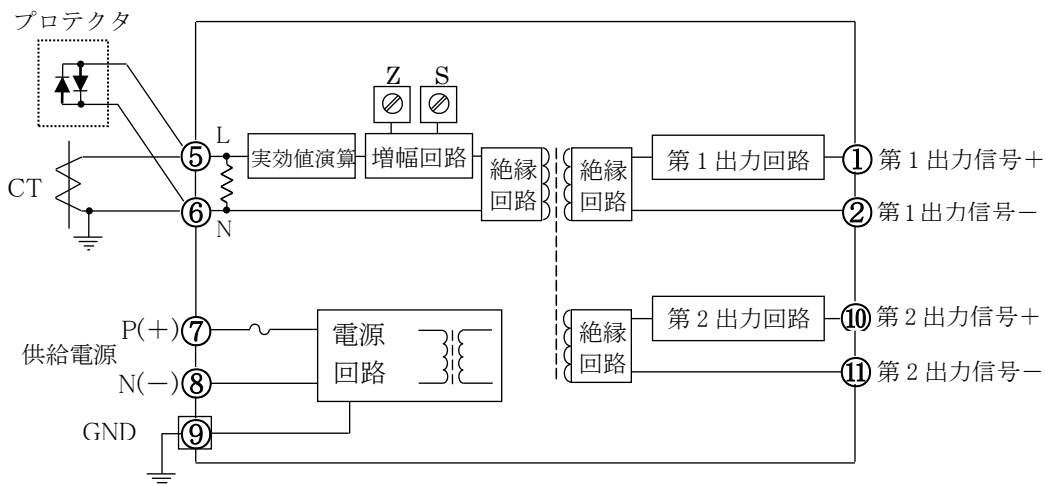 プロテクタ
Z S
L
⑤
実効値演算
増幅回路
絶縁
回路
絶縁
回路
第1出力回路
①
第1出力信号＋
CT
⑥
N
②
第1出力信号－
P(＋)
⑦
供給電源
N(－)
⑧
電源
回路
絶縁
回路
第2出力回路
⑩
第2出力信号＋
⑪
第2出力信号－
GND
⑨